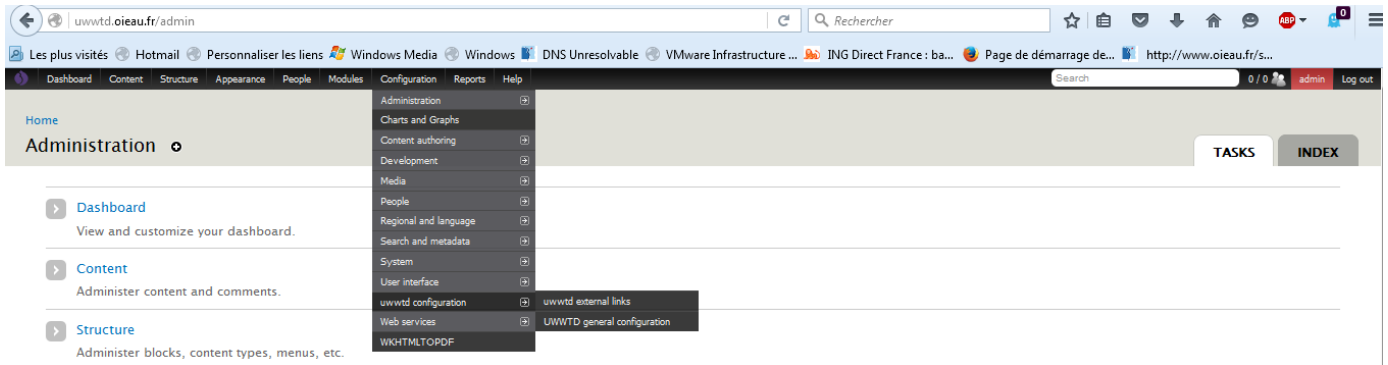 uwwtd.oieau.fr/admin Rechercher ABP 0
Les plus visités Hotmail Personnaliser les liens Windows Media Windows DNS Unresolvable VMware Infrastructure ... ING Direct France : ba... Page de démarrage de... http://www.oieau.fr/s...
Dashboard Content Structure Appearance People Modules Configuration Reports Help Search 0 / 0 admin Log out
Administration
Home
Charts and Graphs
Administration
Content authoring
TASKS INDEX
Development
Media
People
Dashboard
Regional and language
View and customize your dashboard.
Search and metadata
System
Content
User interface
Administer content and comments.
uwwtd configuration uwwtd external links
Web services UWWTD general configuration
Structure
WKHTMLTOPDF
Administer blocks, content types, menus, etc.